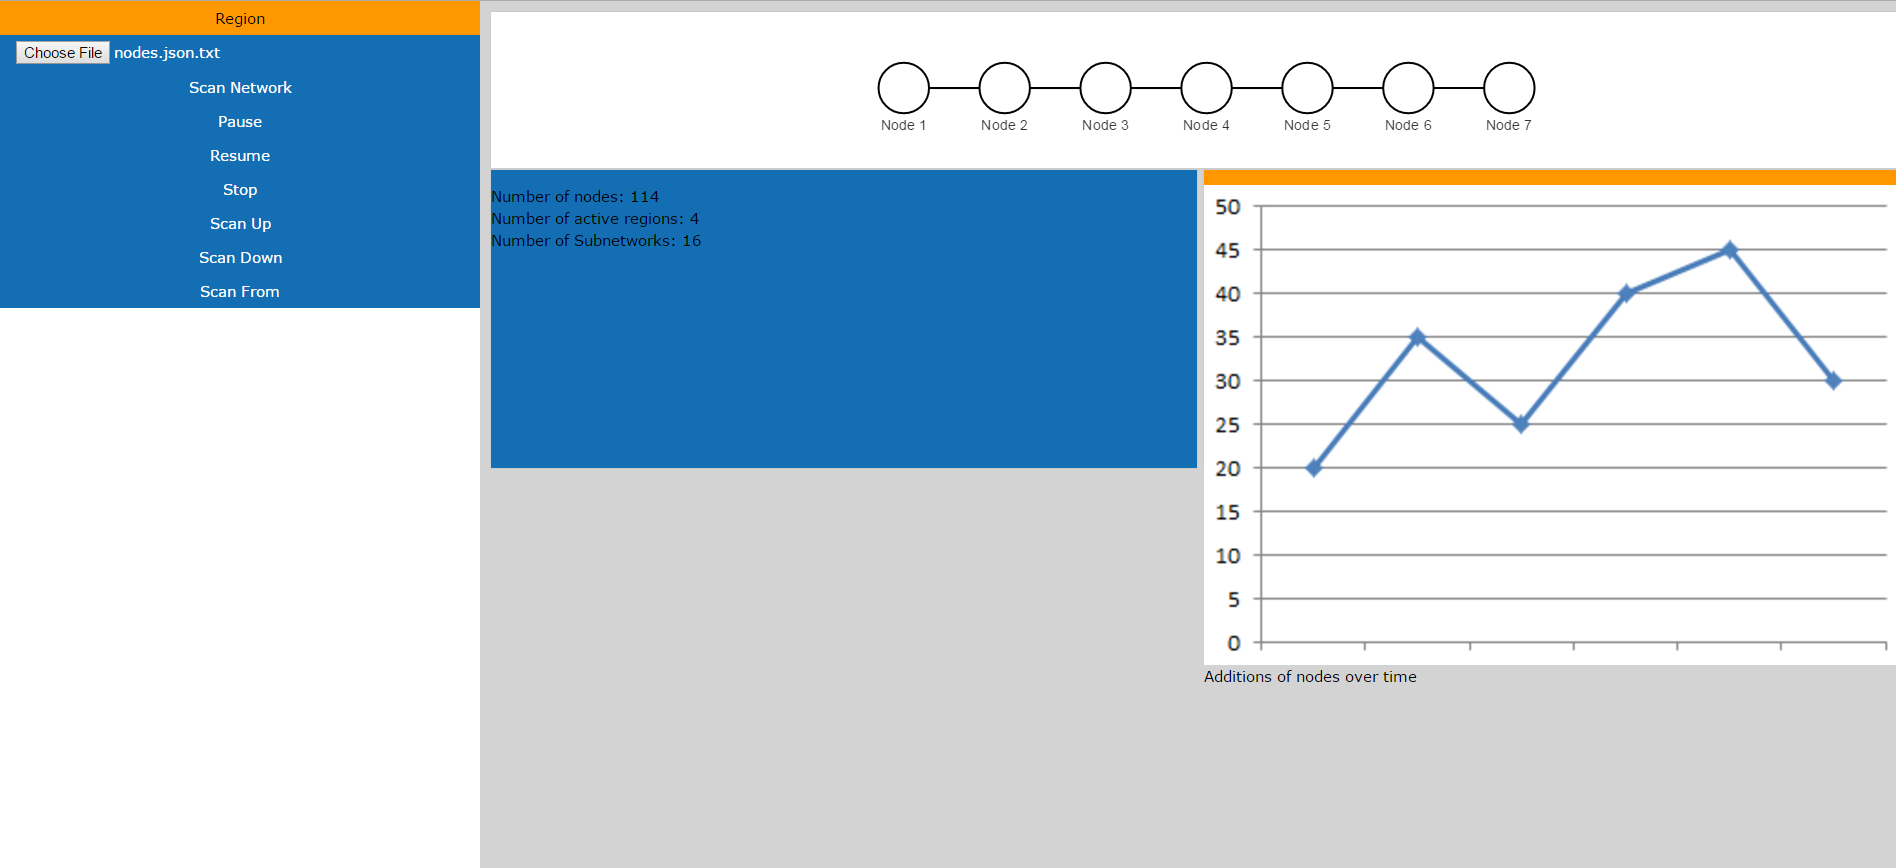 Region
Choose File nodes.json.txt
Scan Network
Pause
Resume
Stop
Scan Up
Scan Down
Scan From
Node 1 Node 2 Node 3 Node 4 Node 5 Node 6 Node 7
Number of nodes: 114
Number of active regions: 4
Number of Subnetworks: 16
50
45
40
35
30
25
20
15
10
5
0
Additions of nodes over time